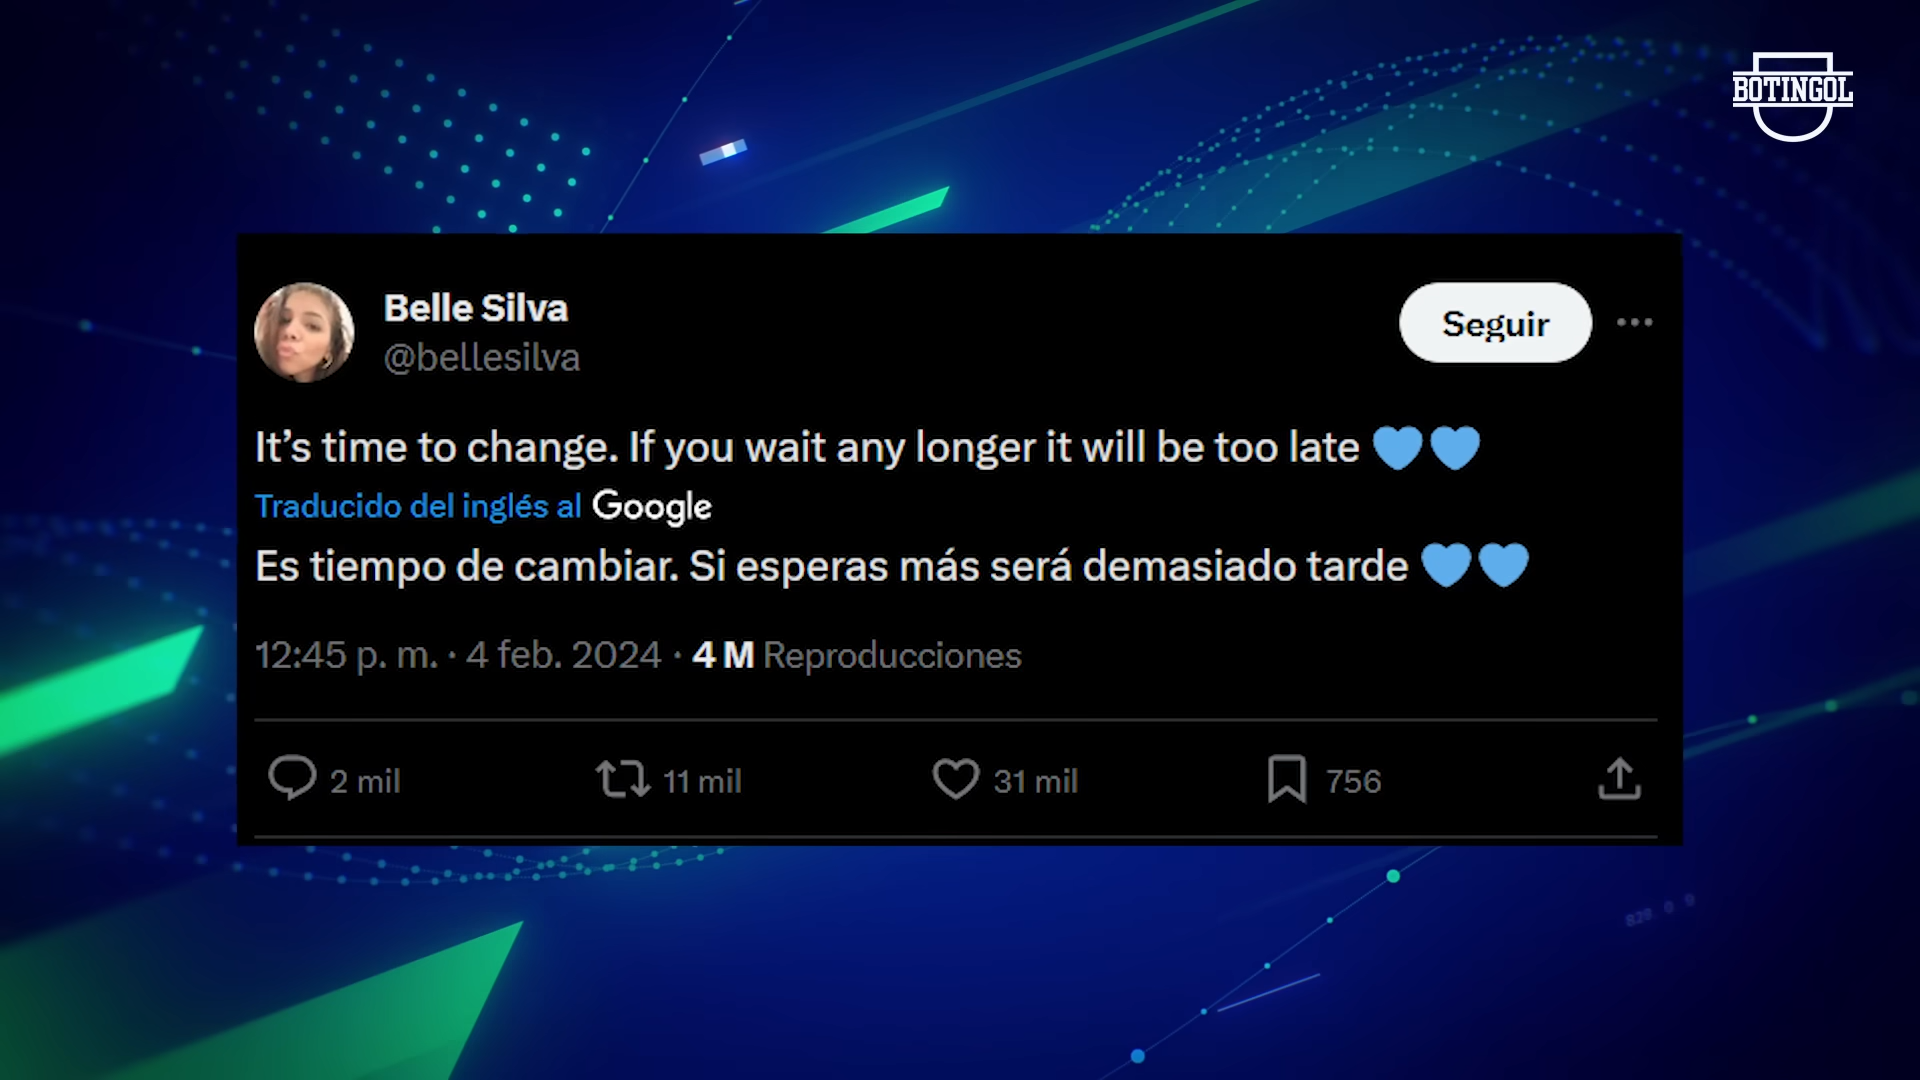 BOTINGOL
Belle Silva
@bellesilva
Seguir
It’s time to change. If you wait any longer it will be too late 💙💙
Traducido del inglés al Google
Es tiempo de cambiar. Si esperas más será demasiado tarde 💙💙
12:45 p. m. · 4 feb. 2024 · 4 M Reproducciones
2 mil 11 mil 31 mil 756